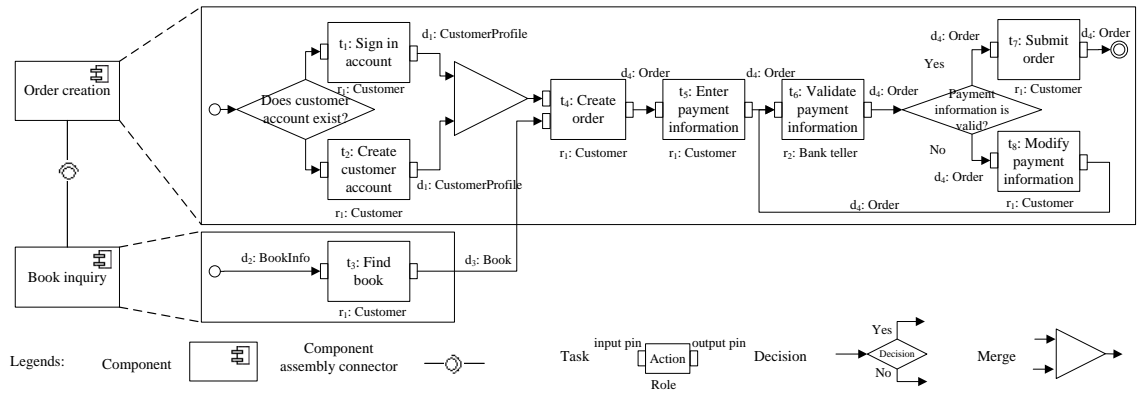 Order creation
Book inquiry
Does customer
account exist?
t₁: Sign in
account
r₁: Customer
d₁: CustomerProfile
t₂: Create
customer
account
r₁: Customer
d₁: CustomerProfile
t₄: Create
order
r₁: Customer
d₄: Order
t₅: Enter
payment
information
r₁: Customer
d₄: Order
t₆: Validate
payment
information
r₂: Bank teller
d₄: Order
Payment
information is
valid?
Yes
d₄: Order
t₇: Submit
order
r₁: Customer
d₄: Order
No
d₄: Order
t₈: Modify
payment
information
r₁: Customer
d₄: Order
d₂: BookInfo
t₃: Find
book
r₁: Customer
d₃: Book
Legends:
Component
Component
assembly connector
Task
input pin
Action
output pin
Role
Decision
Yes
Decision
No
Merge